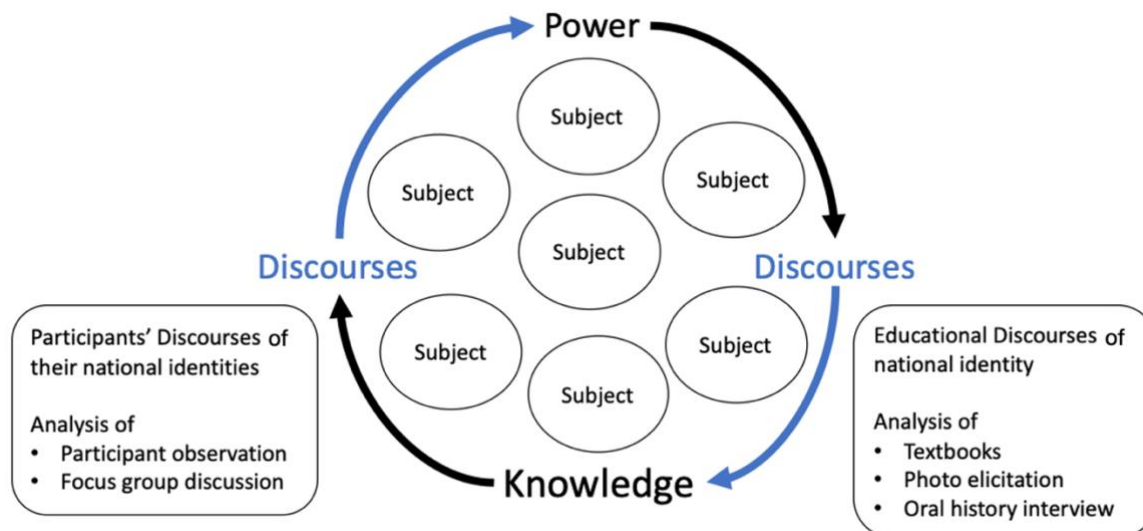 Power
Subject
Subject
Subject
Subject
Discourses
Discourses
Subject
Subject
Subject
Knowledge
Participants' Discourses of
their national identities
Analysis of
• Participant observation
• Focus group discussion
Educational Discourses of
national identity
Analysis of
• Textbooks
• Photo elicitation
• Oral history interview